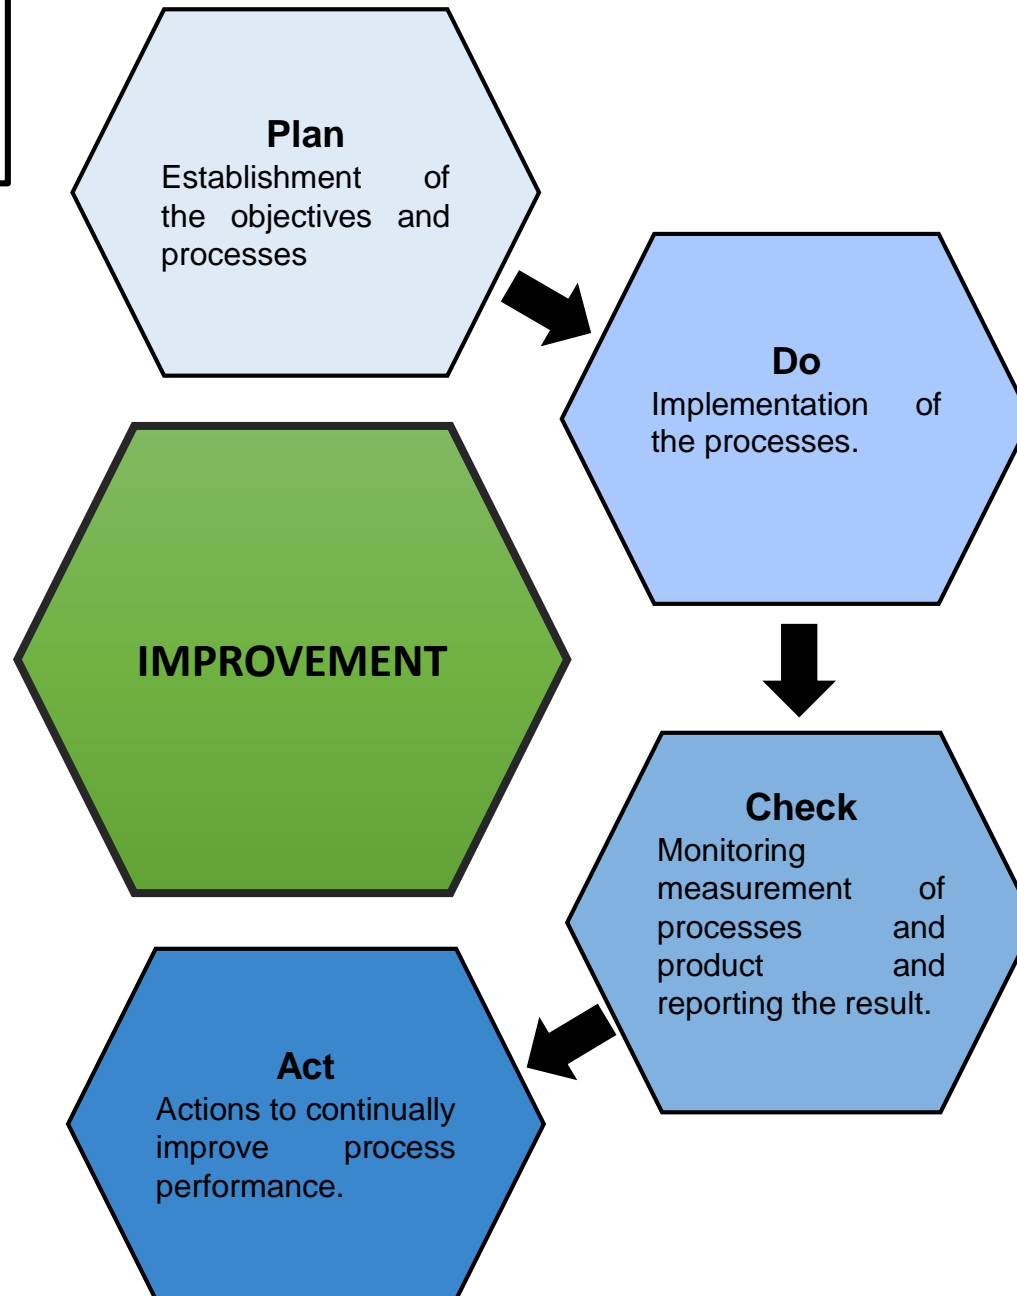 Plan
Establishment of
the objectives and
processes
Do
Implementation of
the processes.
IMPROVEMENT
Check
Monitoring
measurement of
processes and
product and
reporting the result.
Act
Actions to continually
improve process
performance.